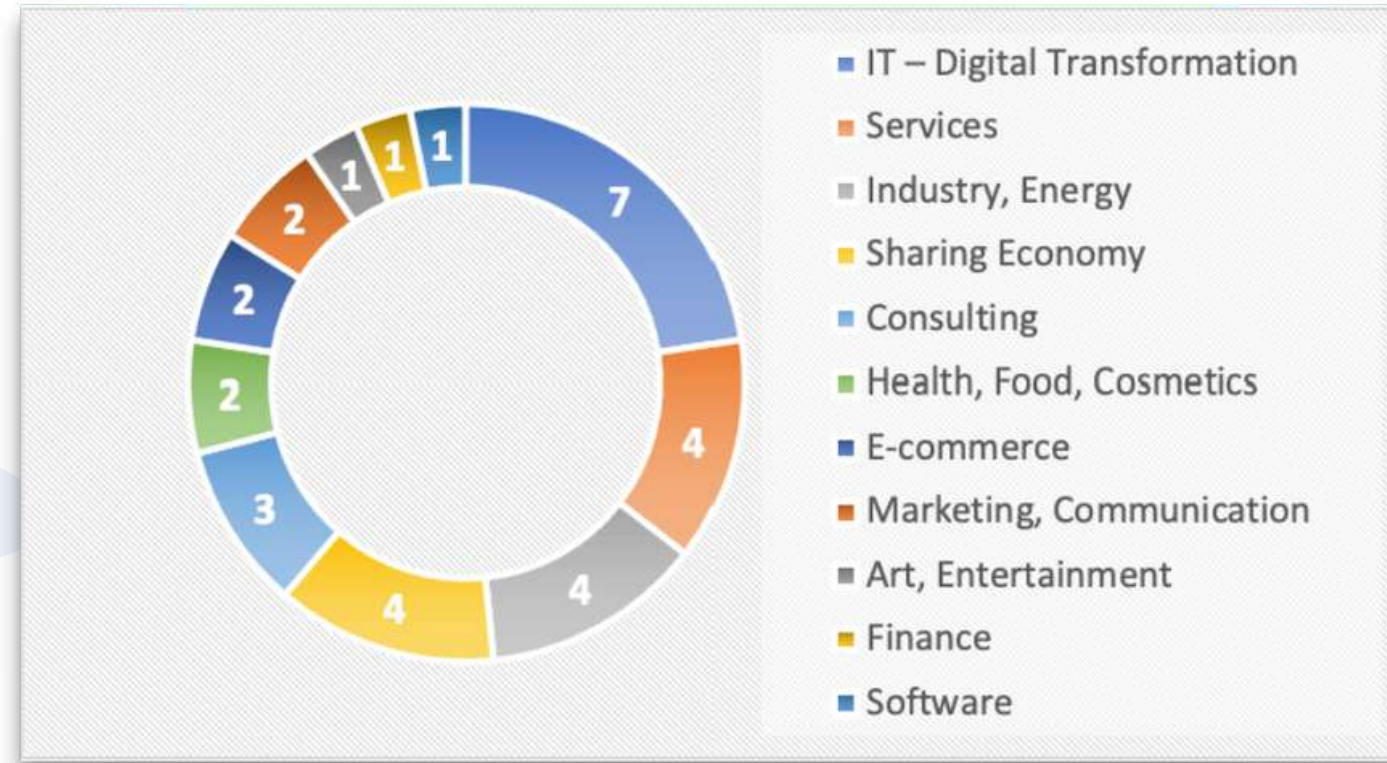 7
4
4
4
3
2
2
2
1
1
1
IT – Digital Transformation
Services
Industry, Energy
Sharing Economy
Consulting
Health, Food, Cosmetics
E-commerce
Marketing, Communication
Art, Entertainment
Finance
Software